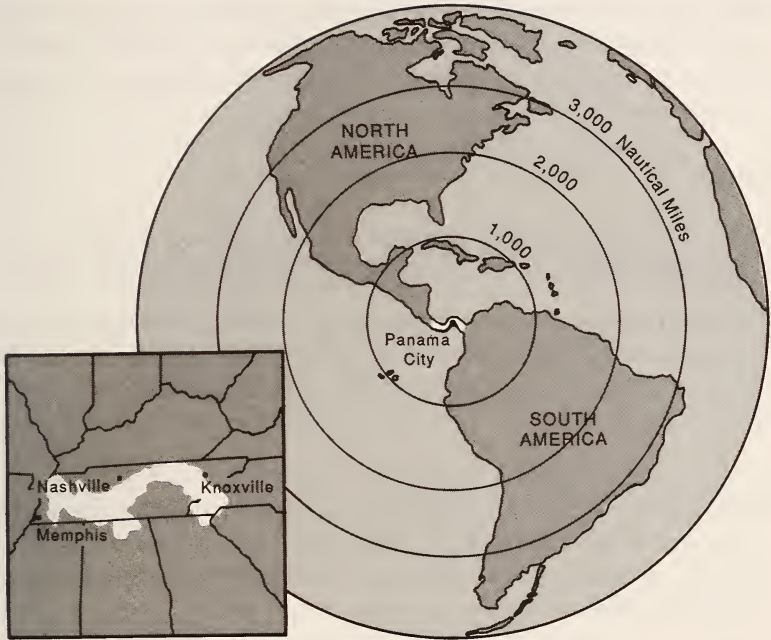 NORTH
AMERICA
3,000 Nautical Miles
2,000
1,000
Panama
City
SOUTH
AMERICA
Nashville
Knoxville
Memphis